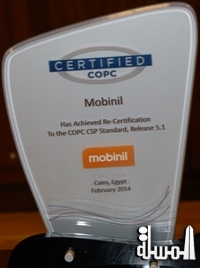 CERTIFIED
COPC
Mobinil
Has Achieved Re-Certification
To the COPC CSP Standard, Release 5.1
mobinil
Cairo, Egypt
February 2014